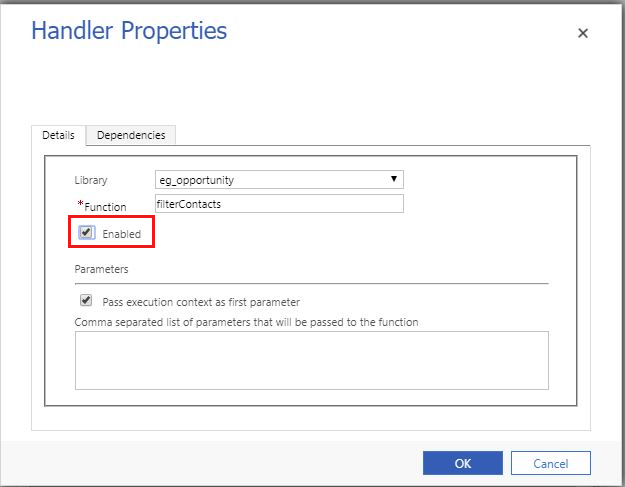 Handler Properties
Details Dependencies
Library eg_opportunity
*Function filterContacts
Enabled
Parameters
Pass execution context as first parameter
Comma separated list of parameters that will be passed to the function
OK Cancel